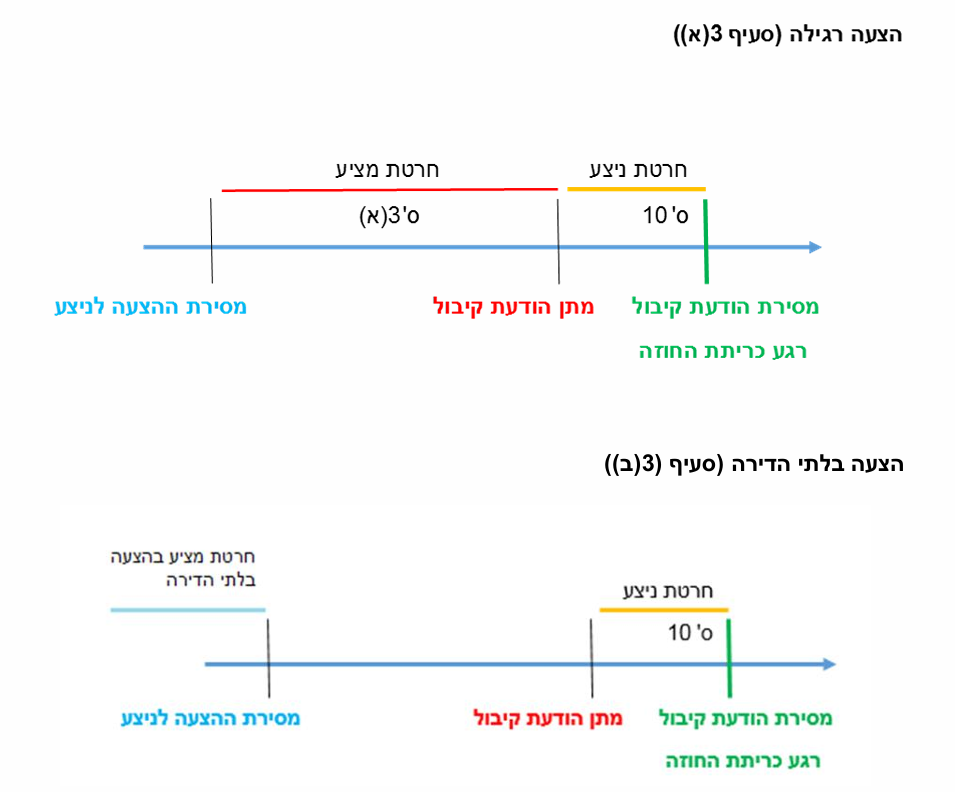 הצעה רגילה (סעיף 3(א))
חרטת ניצע
חרטת מציע
ס' 10
ס'3(א)
מסירת הודעת קיבול
מתן הודעת קיבול
מסירת ההצעה לניצע
רגע כריתת החוזה
הצעה בלתי הדירה (סעיף (3(ב))
חרטת מציע בהצעה
בלתי הדירה
חרטת ניצע
ס' 10
מסירת הודעת קיבול
מתן הודעת קיבול
מסירת ההצעה לניצע
רגע כריתת החוזה